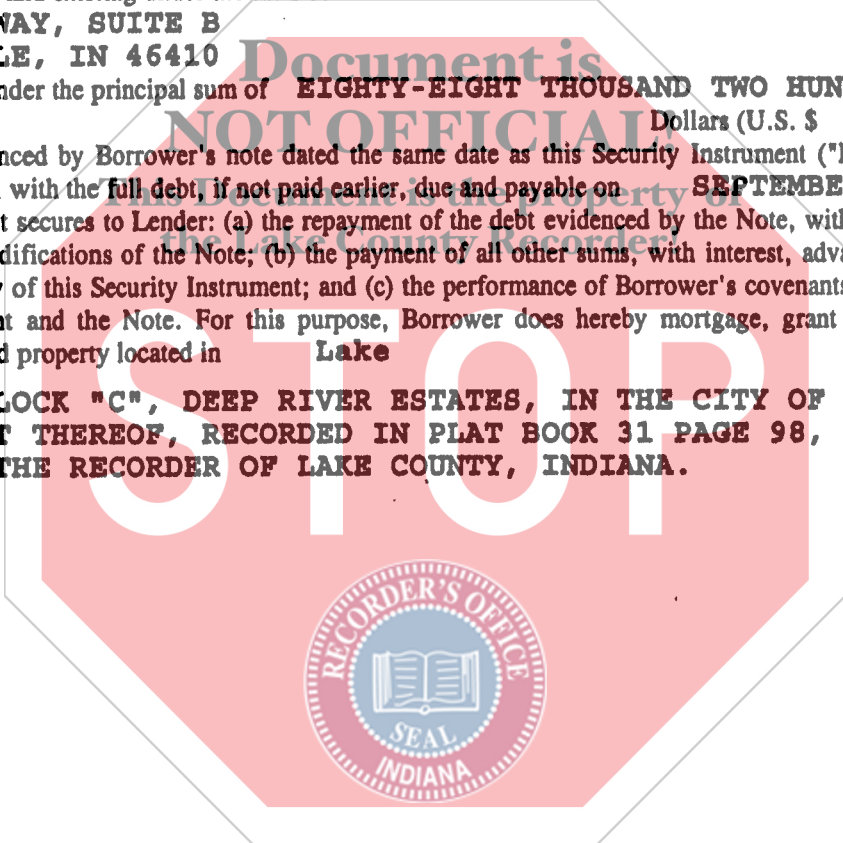 WAY, SUITE B
LE, IN 46410
nder the principal sum of EIGHTY-EIGHT THOUSAND TWO HUN
Dollars (U.S. $
nced by Borrower's note dated the same date as this Security Instrument ("
with the full debt, if not paid earlier, due and payable on SEPTEMBE
t secures to Lender: (a) the repayment of the debt evidenced by the Note, with
difications of the Note; (b) the payment of all other sums, with interest, adva
of this Security Instrument; and (c) the performance of Borrower's covenants
nt and the Note. For this purpose, Borrower does hereby mortgage, grant
d property located in Lake
LOCK "C", DEEP RIVER ESTATES, IN THE CITY OF
T THEREOF, RECORDED IN PLAT BOOK 31 PAGE 98,
THE RECORDER OF LAKE COUNTY, INDIANA.
Document is
NOT OFFICIAL!
This Document is the property of
the Lake County Recorder!
STOP
RECORDER'S OFFICE
SEAL
INDIANA